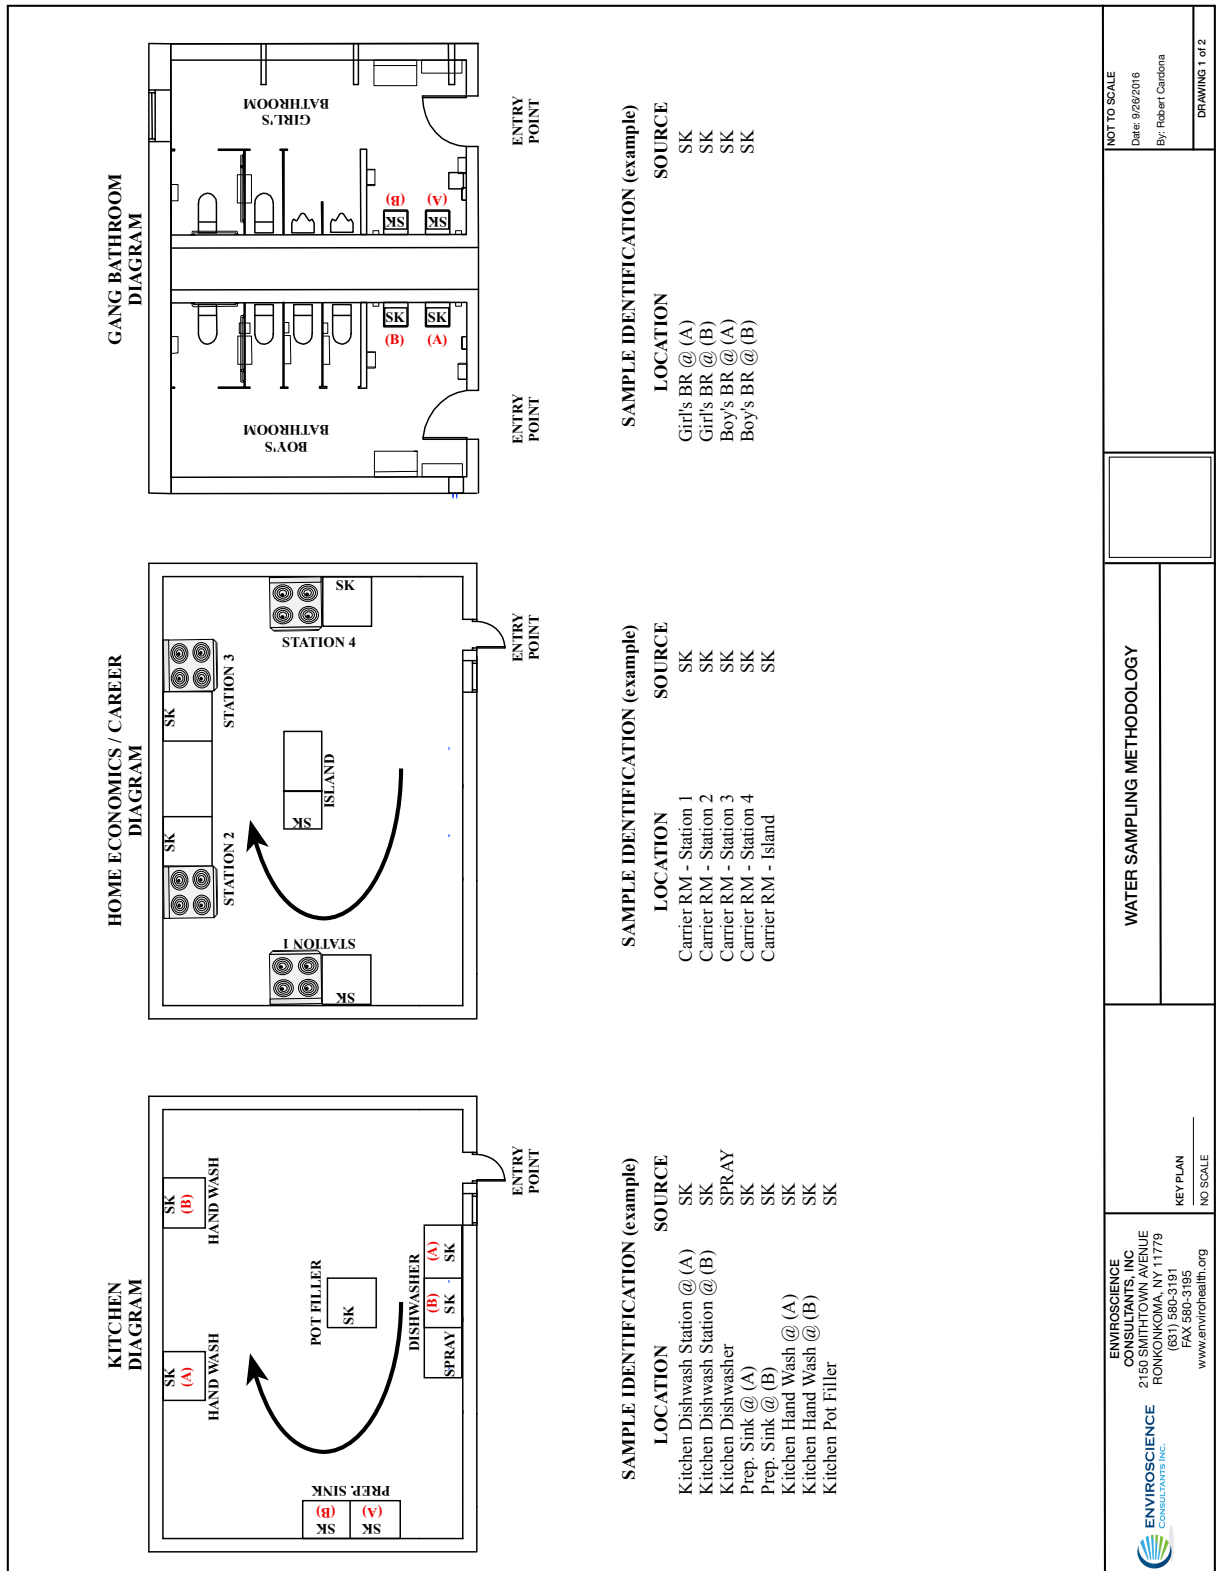 KITCHEN
DIAGRAM
SK
(A)
HAND WASH
SK
(B)
HAND WASH
POT FILLER
SK
PREP. SINK
SK
(B)
SK
(A)
DISHWASHER
SPRAY
(B)
SK
(A)
SK
ENTRY
POINT
SAMPLE IDENTIFICATION (example)
LOCATION SOURCE
Kitchen Dishwash Station @ (A) SK
Kitchen Dishwash Station @ (B) SK
Kitchen Dishwasher SPRAY
Prep. Sink @ (A) SK
Prep. Sink @ (B) SK
Kitchen Hand Wash @ (A) SK
Kitchen Hand Wash @ (B) SK
Kitchen Pot Filler SK
HOME ECONOMICS / CAREER
DIAGRAM
SK
STATION 2
SK
STATION 3
STATION 1
SK
SK
ISLAND
SK
STATION 4
ENTRY
POINT
SAMPLE IDENTIFICATION (example)
LOCATION SOURCE
Carrier RM - Station 1 SK
Carrier RM - Station 2 SK
Carrier RM - Station 3 SK
Carrier RM - Station 4 SK
Carrier RM - Island SK
GANG BATHROOM
DIAGRAM
BOY'S
BATHROOM
GIRL'S
BATHROOM
SK
(B)
SK
(A)
SK
(B)
SK
(A)
ENTRY
POINT
ENTRY
POINT
SAMPLE IDENTIFICATION (example)
LOCATION SOURCE
Girl's BR @ (A) SK
Girl's BR @ (B) SK
Boy's BR @ (A) SK
Boy's BR @ (B) SK
ENVIROSCIENCE
CONSULTANTS INC.
ENVIROSCIENCE
CONSULTANTS, INC
2150 SMITHTOWN AVENUE
RONKONKOMA, NY 11779
(631) 580-3191
FAX 580-3195
www.envirohealth.org
KEY PLAN
NO SCALE
WATER SAMPLING METHODOLOGY
NOT TO SCALE
Date: 9/26/2016
By: Robert Cardona
DRAWING 1 of 2